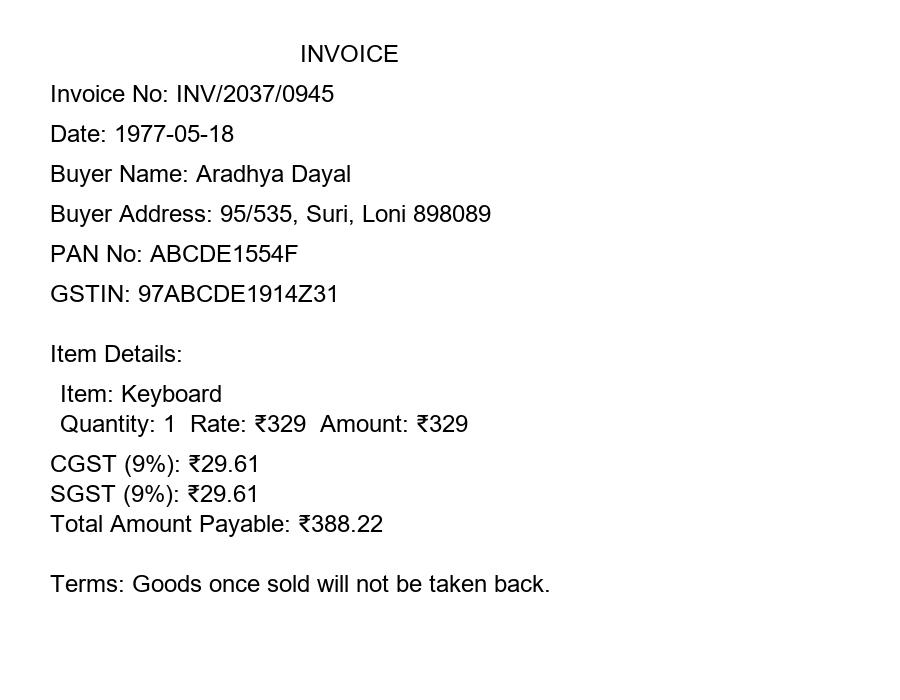 INVOICE
Invoice No: INV/2037/0945
Date: 1977-05-18
Buyer Name: Aradhya Dayal
Buyer Address: 95/535, Suri, Loni 898089
PAN No: ABCDE1554F
GSTIN: 97ABCDE1914Z31
Item Details:
Item: Keyboard
Quantity: 1  Rate: ₹329  Amount: ₹329
CGST (9%): ₹29.61
SGST (9%): ₹29.61
Total Amount Payable: ₹388.22
Terms: Goods once sold will not be taken back.